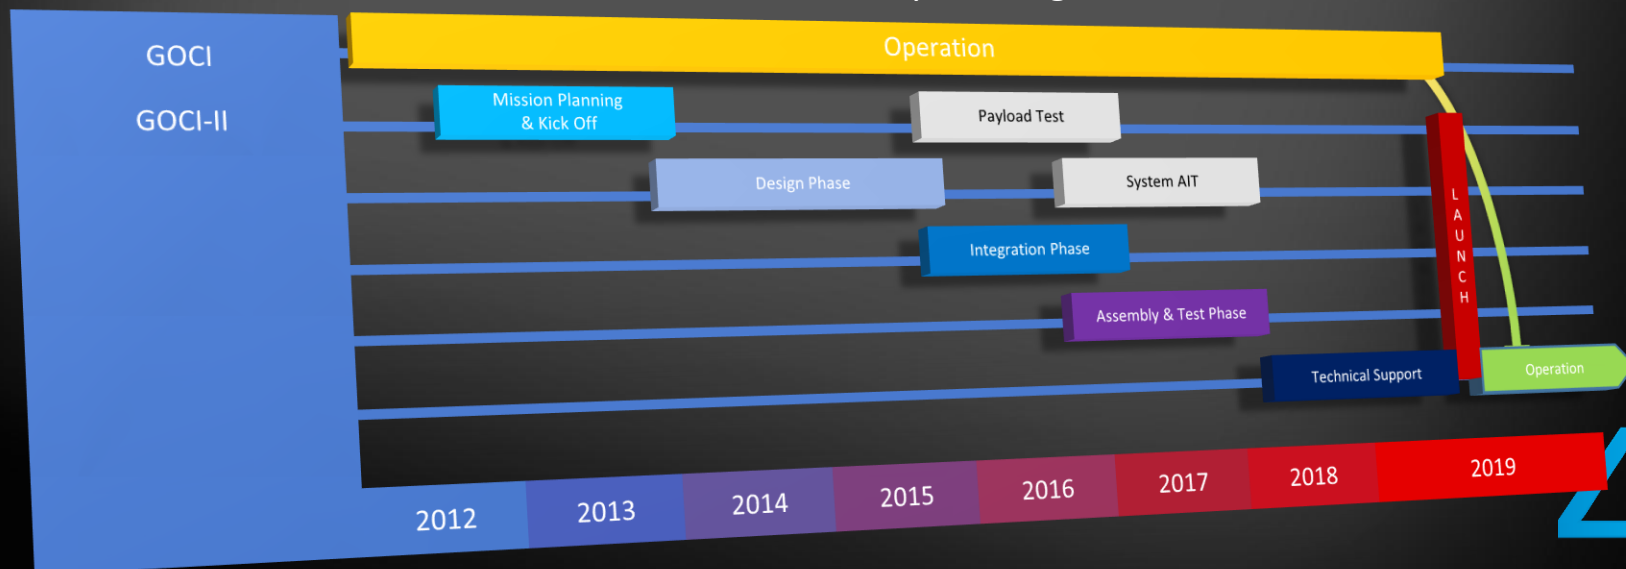 GOCI
Operation
GOCI-II
Mission Planning
& Kick Off
Payload Test
Design Phase
System AIT
LAUNCH
Integration Phase
Assembly & Test Phase
Technical Support
Operation
2012
2013
2014
2015
2016
2017
2018
2019